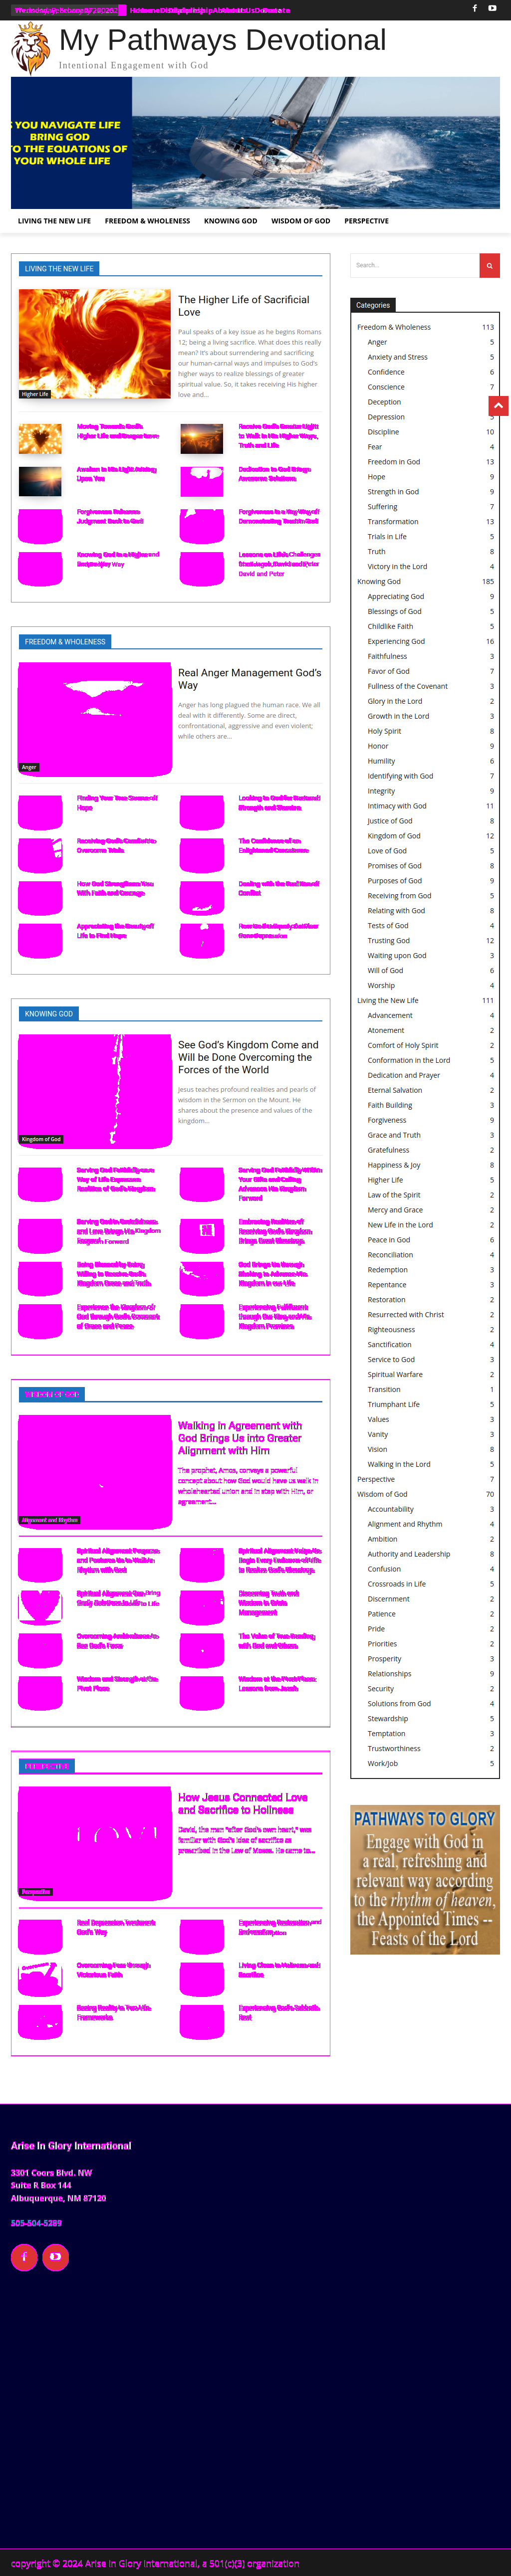 My Pathways Devotional
Intentional Engagement with God
S YOU NAVIGATE LIFE
BRING GOD
TO THE EQUATIONS OF
YOUR WHOLE LIFE
LIVING THE NEW LIFE FREEDOM & WHOLENESS KNOWING GOD WISDOM OF GOD PERSPECTIVE
LIVING THE NEW LIFE
The Higher Life of Sacrificial
Love
Paul speaks of a key issue as he begins Romans
12; being a living sacrifice. What does this really
mean? It's about surrendering and sacrificing
our human-carnal ways and impulses to God's
higher ways to realize blessings of greater
spiritual value. So, it takes receiving His higher
love and...
Higher Life
Moving Towards God's
Higher Life and Deeper Love
Receive God's Greater Light
to Walk in His Higher Ways,
Truth and Life
Awaken to His Light Arising
Upon You
Dedication to God Brings
Awesome Solutions
Forgiveness Releases
Judgment Back to God
Forgiveness is a Key Way of
Demonstrating Trust in God
Knowing God in a Higher and
Deeper Way
Lessons on Life's Challenges
from Jacob, David and Peter
David and Peter
FREEDOM & WHOLENESS
Real Anger Management God's
Way
Anger has long plagued the human race. We all
deal with it differently. Some are direct,
confrontational, aggressive and even violent;
while others are...
Anger
Finding Your True Source of
Hope
Looking to God for Spiritual
Strength and Stamina
Receiving God's Comfort to
Overcome Trials
The Confidence of an
Enlightened Conscience
How God Strengthens You
With Faith and Courage
Dealing with the Real Root of
Conflict
Appreciating the Beauty of
Life to Find Hope
KNOWING GOD
See God's Kingdom Come and
Will be Done Overcoming the
Forces of the World
Jesus teaches profound realities and pearls of
wisdom in the Sermon on the Mount. He
shares about the presence and values of the
kingdom...
Kingdom of God
Serving God Faithfully as a
Way of Life Expresses
Realities of God's Kingdom
Serving God Faithfully Within
Your Gifts and Calling
Advances His Kingdom
Forward
Serving God in Gratefulness
and Love Brings His Kingdom
Forward
Embracing Realities of
Receiving God's Kingdom
Brings Great Blessings
Being Blessed by Being
Willing to Receive God's
Kingdom Grace and Truth
God Brings Us through
Shaking to Advance His
Kingdom in our Life
Experience the Kingdom of
God through God's Covenant
of Grace and Peace
Experiencing Fulfillment
through Our King and His
Kingdom Promises
WISDOM OF GOD
Walking in Agreement with
God Brings Us into Greater
Alignment with Him
The prophet, Amos, conveys a powerful
concept about how God would have us walk in
wholehearted union and in step with Him, or
agreement...
Alignment and Rhythm
Spiritual Alignment Prepares
and Postures Us to Walk in
Rhythm with God
Spiritual Alignment Helps Us
Begin Every Endeavor of Life
to Realize God's Blessings
Discerning Truth and
Wisdom in Crisis
Management
Overcoming Ambivalence to
See God's Favor
The Value of True Bonding
with God and Others
Wisdom and Strength at the
Pivot Place
Wisdom at the Pivot Place:
Lessons from Jacob
PERSPECTIVE
How Jesus Connected Love
and Sacrifice to Holiness
David, the man "after God's own heart," was
familiar with God's idea of sacrifice as
prescribed in the Law of Moses. He came to...
Perspective
Real Depression Treatment
God's Way
Experiencing Restoration and
Redemption
Overcoming Fear through
Victorious Faith
Living Close to Holiness and
Sacrifice
Seeing Reality in Two Life
Frameworks
Experiencing God's Sabbath
Rest
Search...
Categories
Freedom & Wholeness 113
Anger 5
Anxiety and Stress 5
Confidence 6
Conscience 7
Deception
Depression 5
Discipline 10
Fear 4
Freedom in God 13
Hope 9
Strength in God 9
Suffering 7
Transformation 13
Trials in Life 5
Truth 8
Victory in the Lord 4
Knowing God 185
Appreciating God 9
Blessings of God 5
Childlike Faith 5
Experiencing God 16
Faithfulness 3
Favor of God 7
Fullness of the Covenant 3
Glory in the Lord 2
Growth in the Lord 3
Holy Spirit 8
Honor 9
Humility 6
Identifying with God 7
Integrity 9
Intimacy with God 11
Justice of God 8
Kingdom of God 12
Love of God 5
Promises of God 8
Purposes of God 9
Receiving from God 5
Relating with God 8
Tests of God 4
Trusting God 12
Waiting upon God 3
Will of God 6
Worship 4
Living the New Life 111
Advancement 4
Atonement 2
Comfort of Holy Spirit 2
Conformation in the Lord 5
Dedication and Prayer 4
Eternal Salvation 2
Faith Building 3
Forgiveness 9
Grace and Truth 3
Gratefulness 2
Happiness & Joy 8
Higher Life 5
Law of the Spirit 2
Mercy and Grace 2
New Life in the Lord 2
Peace in God 6
Reconciliation 4
Redemption 3
Repentance 3
Restoration 2
Resurrected with Christ 2
Righteousness 2
Sanctification 4
Service to God 3
Spiritual Warfare 2
Transition 1
Triumphant Life 5
Values 3
Vanity 3
Vision 8
Walking in the Lord 5
Perspective 7
Wisdom of God 70
Accountability 3
Alignment and Rhythm 4
Ambition 2
Authority and Leadership 8
Confusion 4
Crossroads in Life 5
Discernment 2
Patience 2
Pride 2
Priorities 2
Prosperity 3
Relationships 9
Security 2
Solutions from God 4
Stewardship 5
Temptation 3
Trustworthiness 2
Work/Job 5
PATHWAYS TO GLORY
Engage with God in
a real, refreshing and
relevant way according
to the rhythm of heaven,
the Appointed Times --
Feasts of the Lord
Arise In Glory International
3301 Coors Blvd. NW
Suite R Box 144
Albuquerque, NM 87120
505-504-5289
copyright © 2024 Arise In Glory International, a 501(c)(3) organization